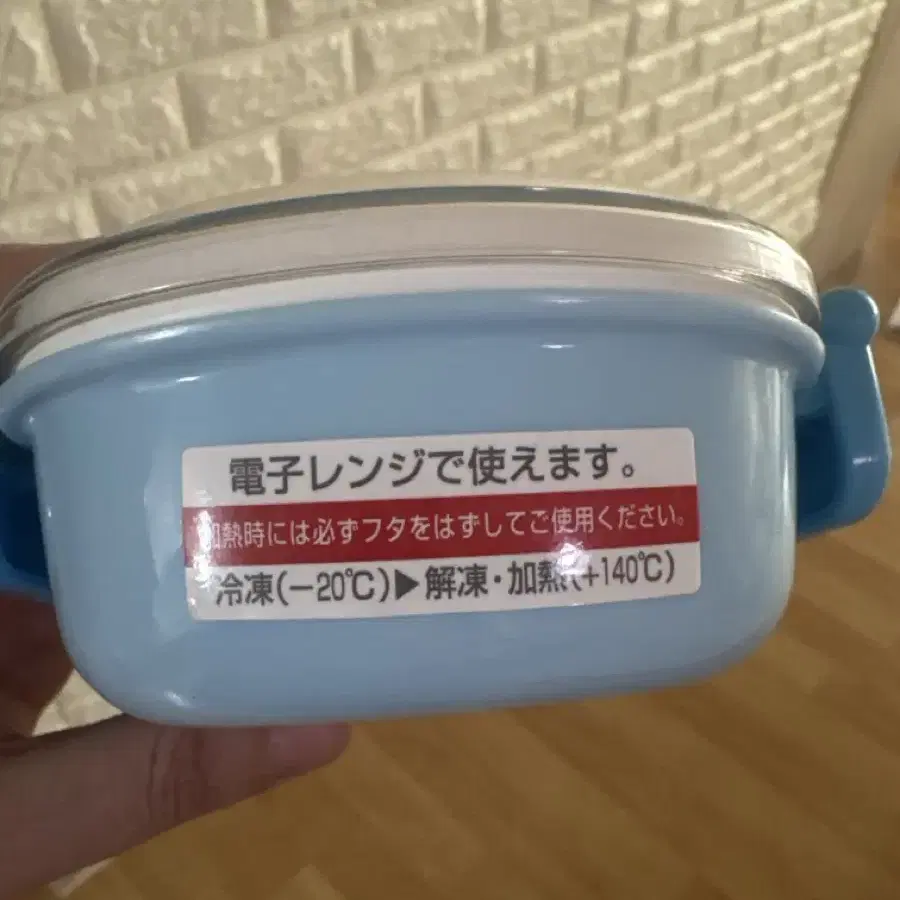 電子レンジで使えます。
加熱時には必ずフタをはずしてご使用ください。
冷凍(−20℃)▶解凍・加熱(+140℃)